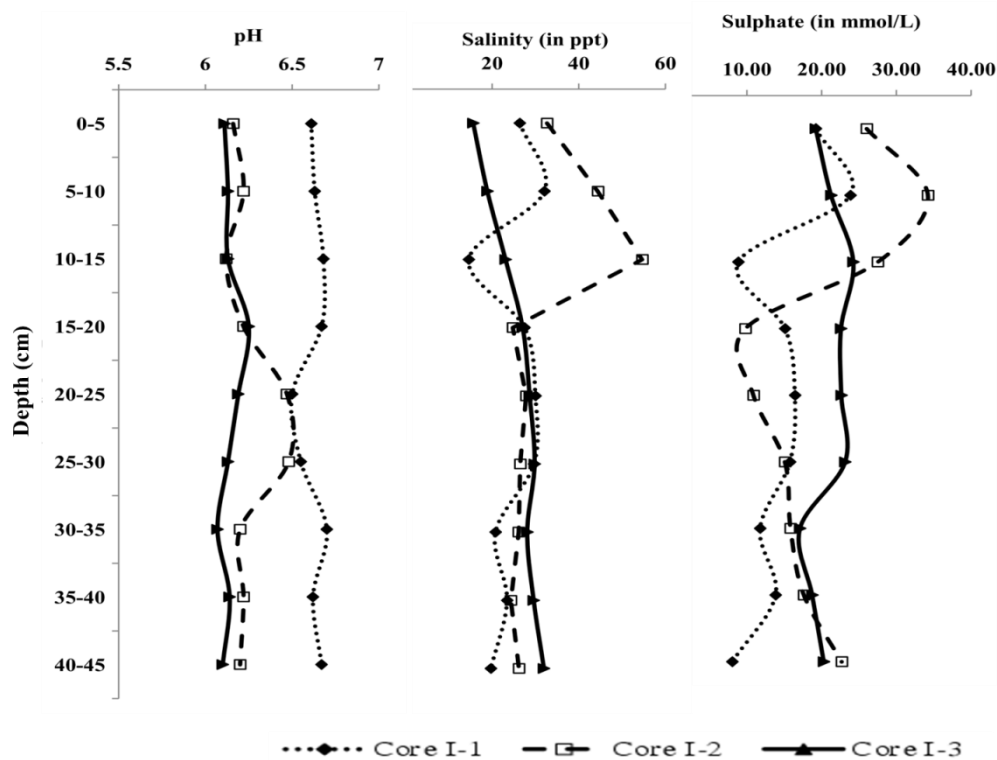 pH
5.5 6 6.5 7
Salinity (in ppt)
20 40 60
Sulphate (in mmol/L)
10.00 20.00 30.00 40.00
Depth (cm)
0-5
5-10
10-15
15-20
20-25
25-30
30-35
35-40
40-45
Core I-1 Core I-2 Core I-3